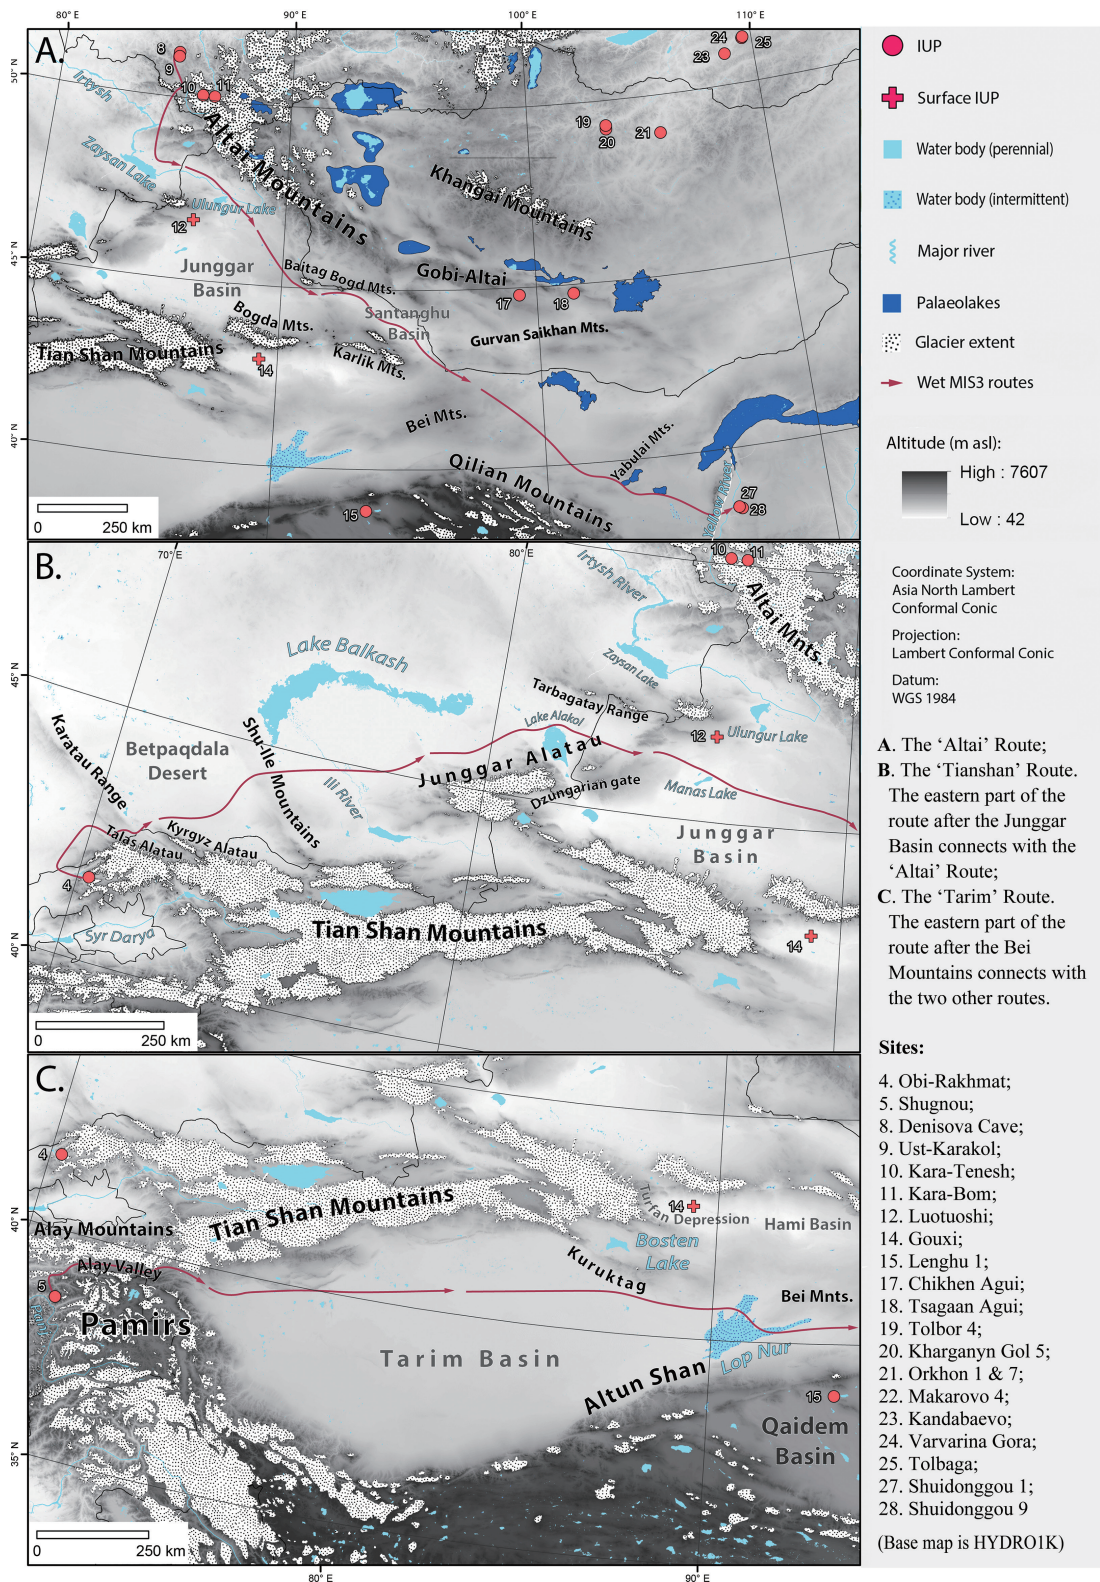 80° E
90° E
100° E
110° E
A.
50° N
45° N
40° N
8
9
10
11
24
25
23
19
20
21
Irtysh
Zaysan Lake
Altai Mountains
Khangai Mountains
Ulungur Lake
12
Junggar
Basin
Baitag Bogd Mts.
Gobi-Altai
17
18
Santanghu
Basin
Bogda Mts.
Gurvan Saikhan Mts.
Tian Shan Mountains
14
Karlik Mts.
Bei Mts.
Yabulai Mts.
Qilian Mountains
Yellow River
27
28
15
0
250 km
70° E
80° E
B.
45° N
40° N
10
11
Irtysh River
Altai Mnts.
Lake Balkash
Zaysan Lake
Tarbagatay Range
Lake Alakol
12
Ulungur Lake
Karatau Range
Betpaqdala
Desert
Shu-Ile Mountains
Junggar Alatau
Ili River
Dzungarian gate
Manas Lake
Junggar
Basin
Talas Alatau
Kyrgyz Alatau
4
Syr Darya
Tian Shan Mountains
14
0
250 km
C.
40° N
35° N
4
14
Tian Shan Mountains
Turfan Depression
Hami Basin
Alay Mountains
Bosten
Lake
Alay Valley
Kuruktag
5
Bei Mnts.
Pamirs
Tarim Basin
Lop Nur
Altun Shan
15
Qaidem
Basin
0
250 km
80° E
90° E
IUP
Surface IUP
Water body (perennial)
Water body (intermittent)
Major river
Palaeolakes
Glacier extent
Wet MIS3 routes
Altitude (m asl):
High : 7607
Low : 42
Coordinate System:
Asia North Lambert
Conformal Conic
Projection:
Lambert Conformal Conic
Datum:
WGS 1984
A. The ‘Altai’ Route;
B. The ‘Tianshan’ Route.
The eastern part of the
route after the Junggar
Basin connects with the
‘Altai’ Route;
C. The ‘Tarim’ Route.
The eastern part of the
route after the Bei
Mountains connects with
the two other routes.
Sites:
4. Obi-Rakhmat;
5. Shugnou;
8. Denisova Cave;
9. Ust-Karakol;
10. Kara-Tenesh;
11. Kara-Bom;
12. Luotuoshi;
14. Gouxi;
15. Lenghu 1;
17. Chikhen Agui;
18. Tsagaan Agui;
19. Tolbor 4;
20. Kharganyn Gol 5;
21. Orkhon 1 & 7;
22. Makarovo 4;
23. Kandabaevo;
24. Varvarina Gora;
25. Tolbaga;
27. Shuidonggou 1;
28. Shuidonggou 9
(Base map is HYDRO1K)